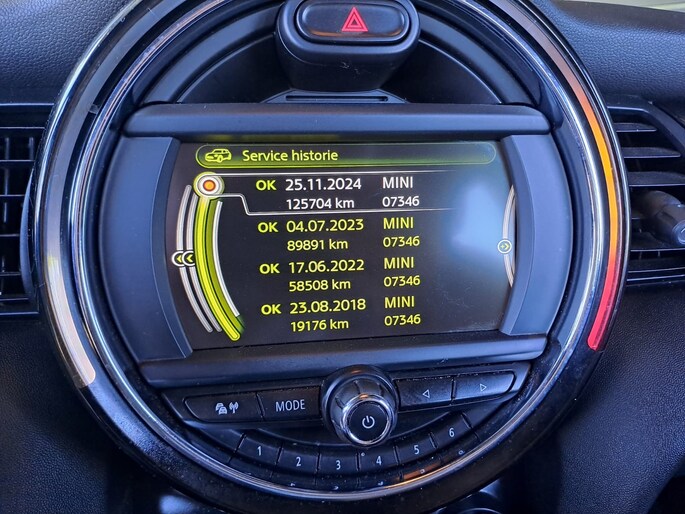 Service historie
OK 25.11.2024 MINI
125704 km 07346
OK 04.07.2023 MINI
89891 km 07346
OK 17.06.2022 MINI
58508 km 07346
OK 23.08.2018 MINI
19176 km 07346
MODE
1 2 3 4 5 6